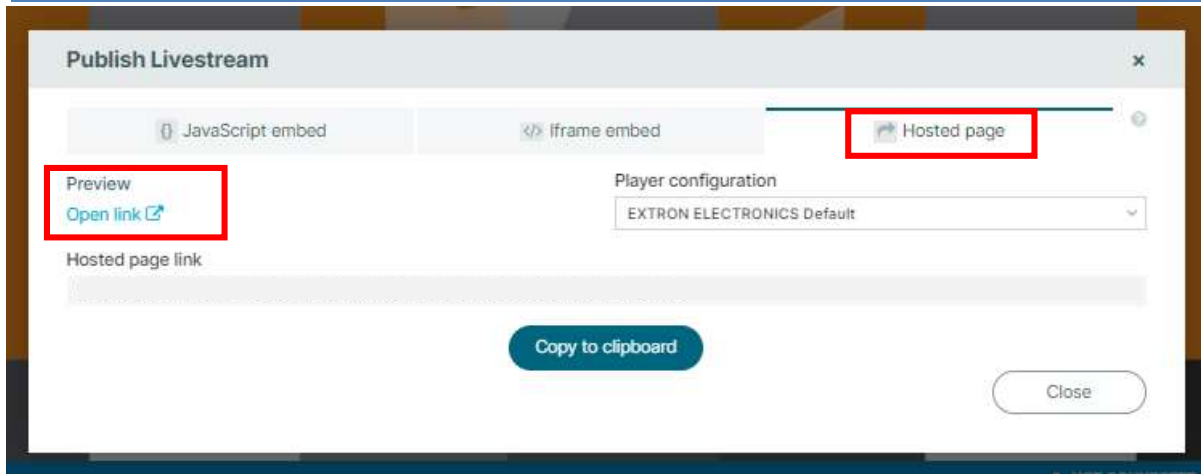 Publish Livestream
x
{} JavaScript embed
</> Iframe embed
Hosted page
Preview
Player configuration
Open link
EXTRON ELECTRONICS Default
Hosted page link
Copy to clipboard
Close